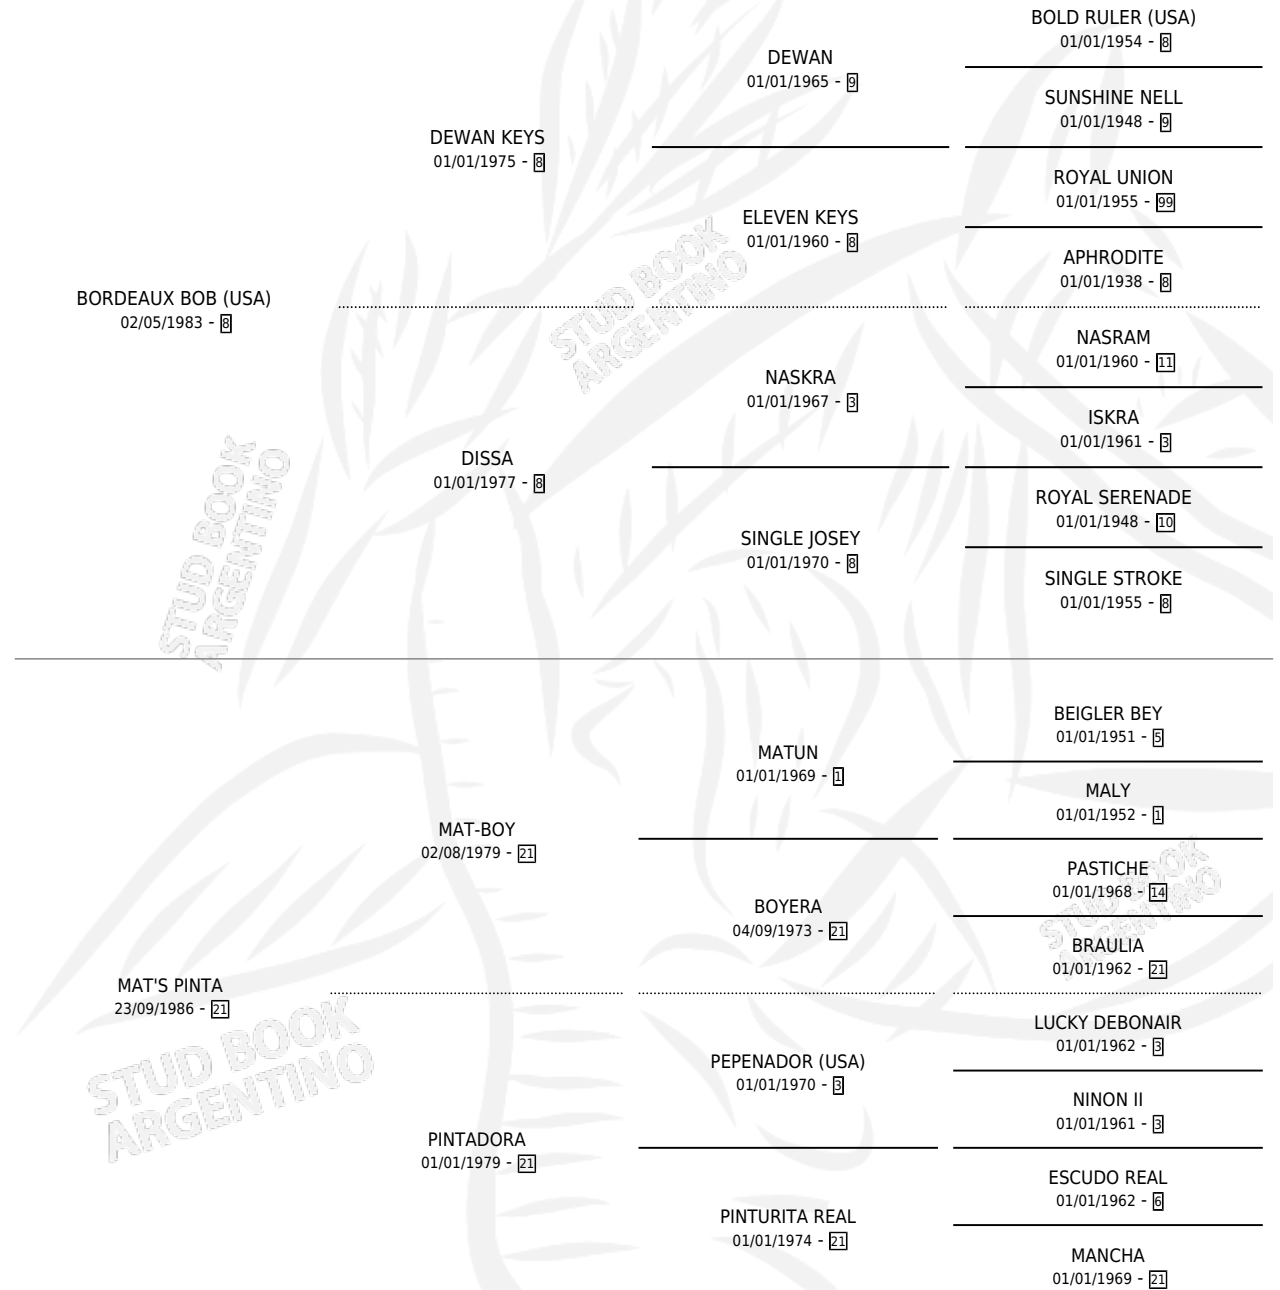 BOLD RULER (USA)
01/01/1954 - 8
DEWAN
01/01/1965 - 9
SUNSHINE NELL
01/01/1948 - 9
DEWAN KEYS
01/01/1975 - 8
ROYAL UNION
01/01/1955 - 99
ELEVEN KEYS
01/01/1960 - 8
APHRODITE
01/01/1938 - 8
BORDEAUX BOB (USA)
02/05/1983 - 8
NASRAM
01/01/1960 - 11
NASKRA
01/01/1967 - 3
ISKRA
01/01/1961 - 3
DISSA
01/01/1977 - 8
ROYAL SERENADE
01/01/1948 - 10
SINGLE JOSEY
01/01/1970 - 8
SINGLE STROKE
01/01/1955 - 8
BEIGLER BEY
01/01/1951 - 5
MATUN
01/01/1969 - 1
MALY
01/01/1952 - 1
MAT-BOY
02/08/1979 - 21
PASTICHE
01/01/1968 - 14
BOYERA
04/09/1973 - 21
BRAULIA
01/01/1962 - 21
MAT'S PINTA
23/09/1986 - 21
LUCKY DEBONAIR
01/01/1962 - 3
PEPENADOR (USA)
01/01/1970 - 3
NINON II
01/01/1961 - 3
PINTADORA
01/01/1979 - 21
ESCUDO REAL
01/01/1962 - 6
PINTURITA REAL
01/01/1974 - 21
MANCHA
01/01/1969 - 21
STUD BOOK
ARGENTINO
STUD BOOK
ARGENTINO
STUD BOOK
ARGENTINO
STUD BOOK
ARGENTINO